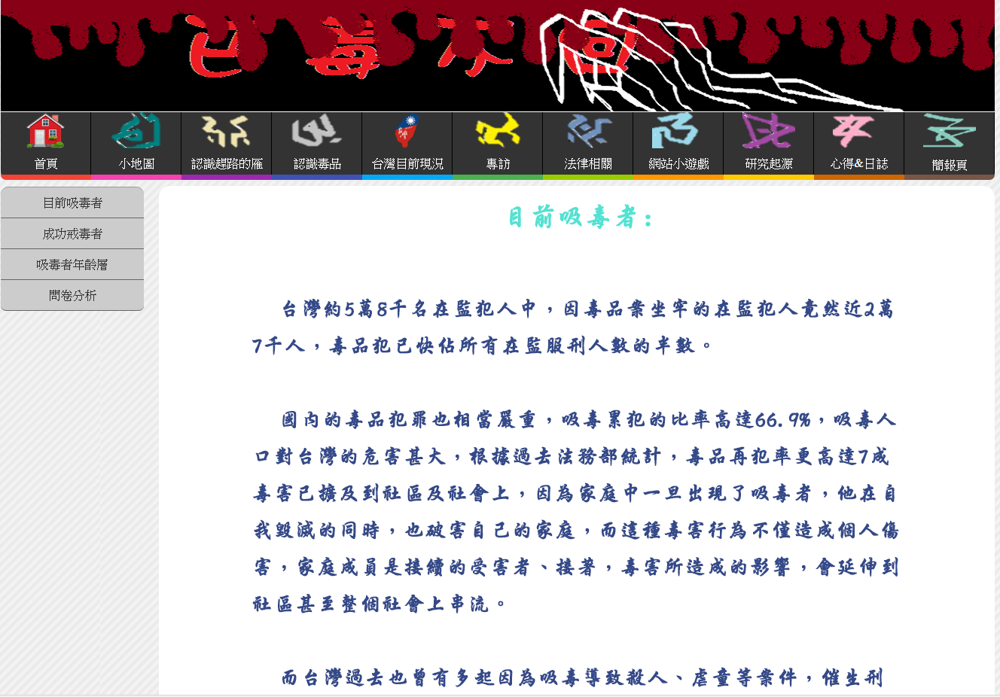 已毒不回
首頁
小地圖
認識趕路的雁
認識毒品
台灣目前現況
專訪
法律相關
網站小遊戲
研究起源
心得&日誌
簡報頁
目前吸毒者
成功戒毒者
吸毒者年齡層
問卷分析
目前吸毒者:
台灣約5萬8千名在監犯人中，因毒品案坐牢的在監犯人竟然近2萬
7千人，毒品犯已快佔所有在監服刑人數的半數。
國內的毒品犯罪也相當嚴重，吸毒累犯的比率高達66.9%，吸毒人
口對台灣的危害甚大，根據過去法務部統計，毒品再犯率更高達7成
毒害已擴及到社區及社會上，因為家庭中一旦出現了吸毒者，他在自
我毀滅的同時，也破害自己的家庭，而這種毒害行為不僅造成個人傷
害，家庭成員是接續的受害者、接著，毒害所造成的影響，會延伸到
社區甚至整個社會上串流。
而台灣過去也曾有多起因為吸毒導致殺人、虐童等案件，催生刑